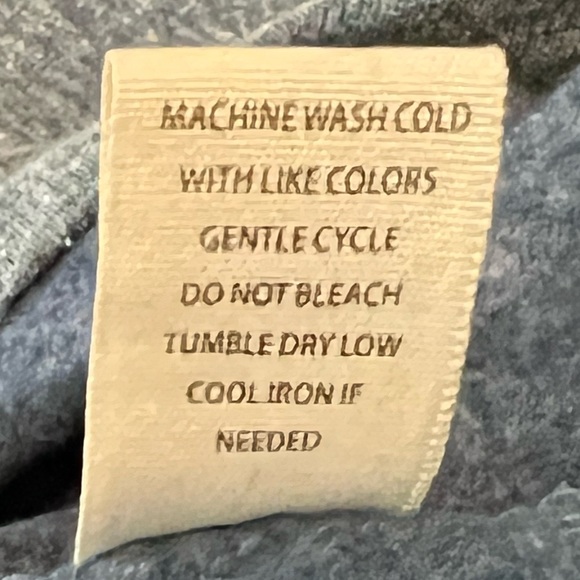 MACHINE WASH COLD
WITH LIKE COLORS
GENTLE CYCLE
DO NOT BLEACH
TUMBLE DRY LOW
COOL IRON IF
NEEDED